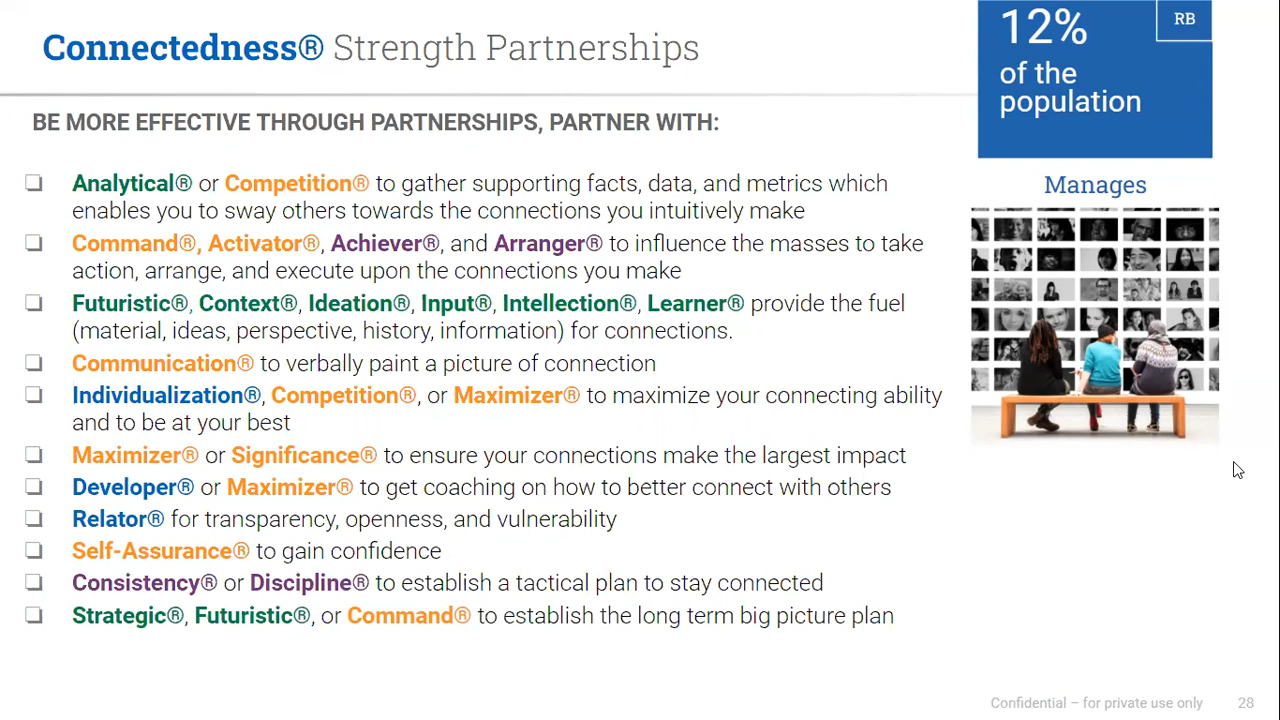 Connectedness® Strength Partnerships
12%
RB
of the
population
BE MORE EFFECTIVE THROUGH PARTNERSHIPS, PARTNER WITH:
Manages
Analytical® or Competition® to gather supporting facts, data, and metrics which
enables you to sway others towards the connections you intuitively make
Command®, Activator®, Achiever®, and Arranger® to influence the masses to take
action, arrange, and execute upon the connections you make
Futuristic®, Context®, Ideation®, Input®, Intellection®, Learner® provide the fuel
(material, ideas, perspective, history, information) for connections.
Communication® to verbally paint a picture of connection
Individualization®, Competition®, or Maximizer® to maximize your connecting ability
and to be at your best
Maximizer® or Significance® to ensure your connections make the largest impact
Developer® or Maximizer® to get coaching on how to better connect with others
Relator® for transparency, openness, and vulnerability
Self-Assurance® to gain confidence
Consistency® or Discipline® to establish a tactical plan to stay connected
Strategic®, Futuristic®, or Command® to establish the long term big picture plan
Confidential – for private use only
28